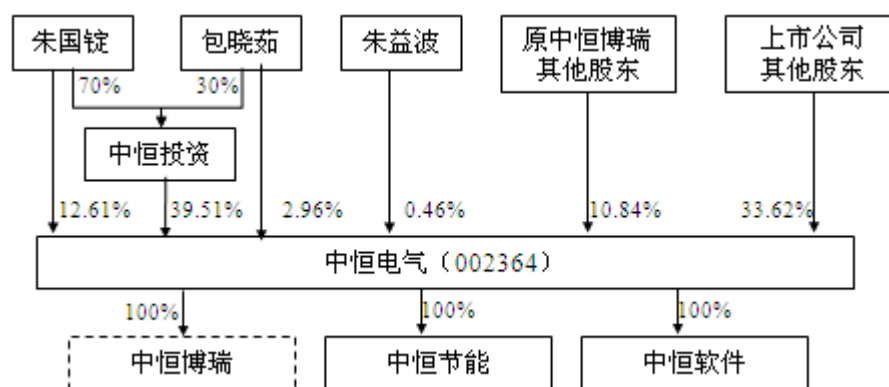 朱国锭
包晓茹
朱益波
原中恒博瑞
其他股东
上市公司
其他股东
70%
30%
中恒投资
12.61%
39.51%
2.96%
0.46%
10.84%
33.62%
中恒电气（002364）
100%
100%
100%
中恒博瑞
中恒节能
中恒软件